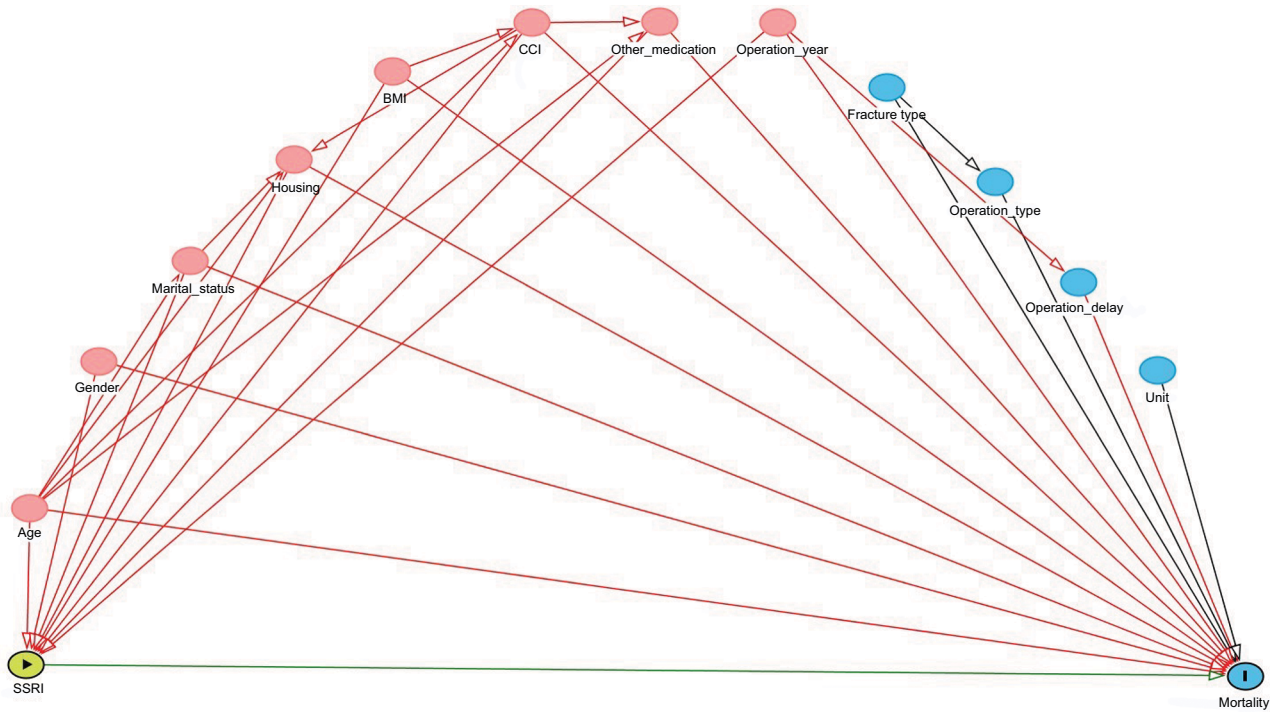 CCI
Other_medication
Operation_year
BMI
Fracture type
Housing
Operation_type
Marital_status
Operation_delay
Gender
Unit
Age
SSRI
Mortality